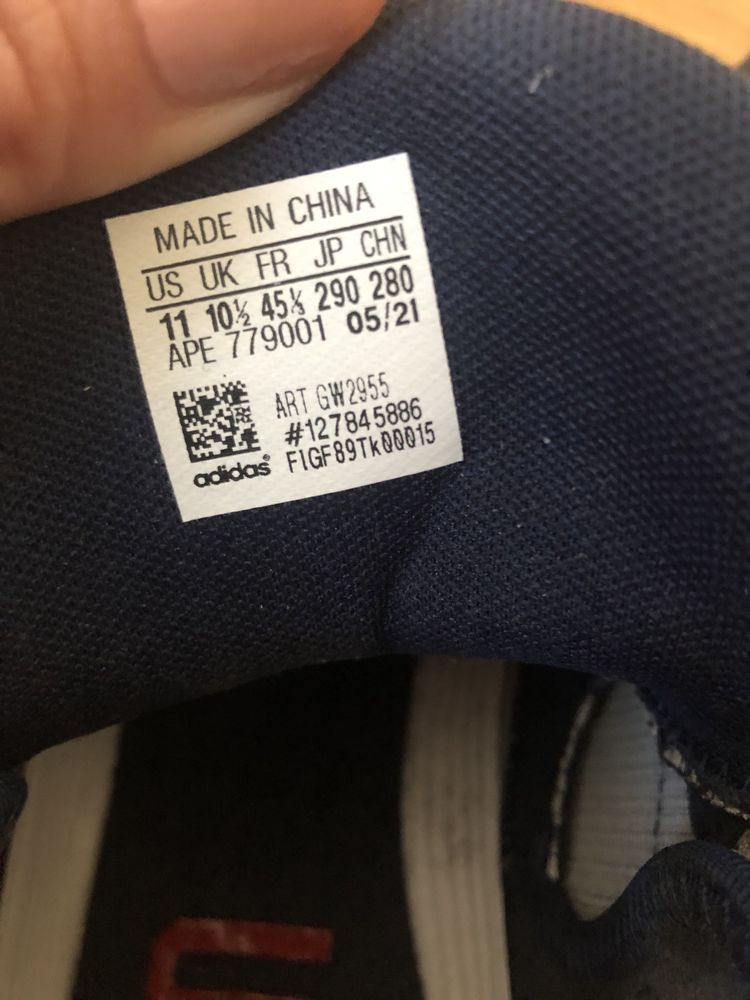 MADE IN CHINA
US UK FR JP CHN
11 10½ 45⅓ 290 280
APE 779001 05/21
ART GW2955
#127845886
FIGF89Tk00015
adidas®